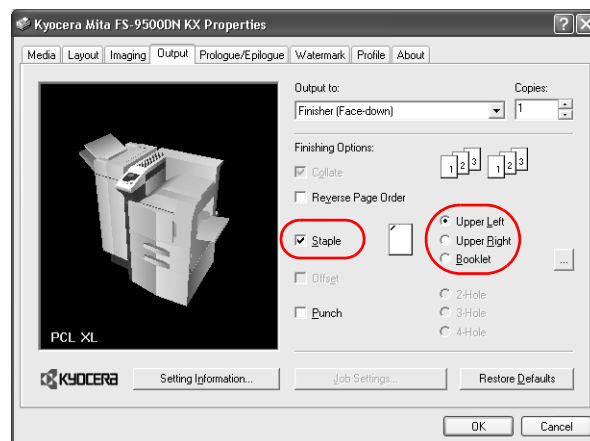 Kyocera Mita FS-9500DN KX Properties
Media Layout Imaging Output Prologue/Epilogue Watermark Profile About
Output to: Copies:
Finisher (Face-down) 1
Finishing Options:
Collate
1 2 3 1 2 3
Reverse Page Order
Staple
Upper Left
Upper Right
Booklet
...
Offset
Punch
2-Hole
3-Hole
4-Hole
PCL XL
KYOCERA Setting Information... Job Settings... Restore Defaults
OK Cancel